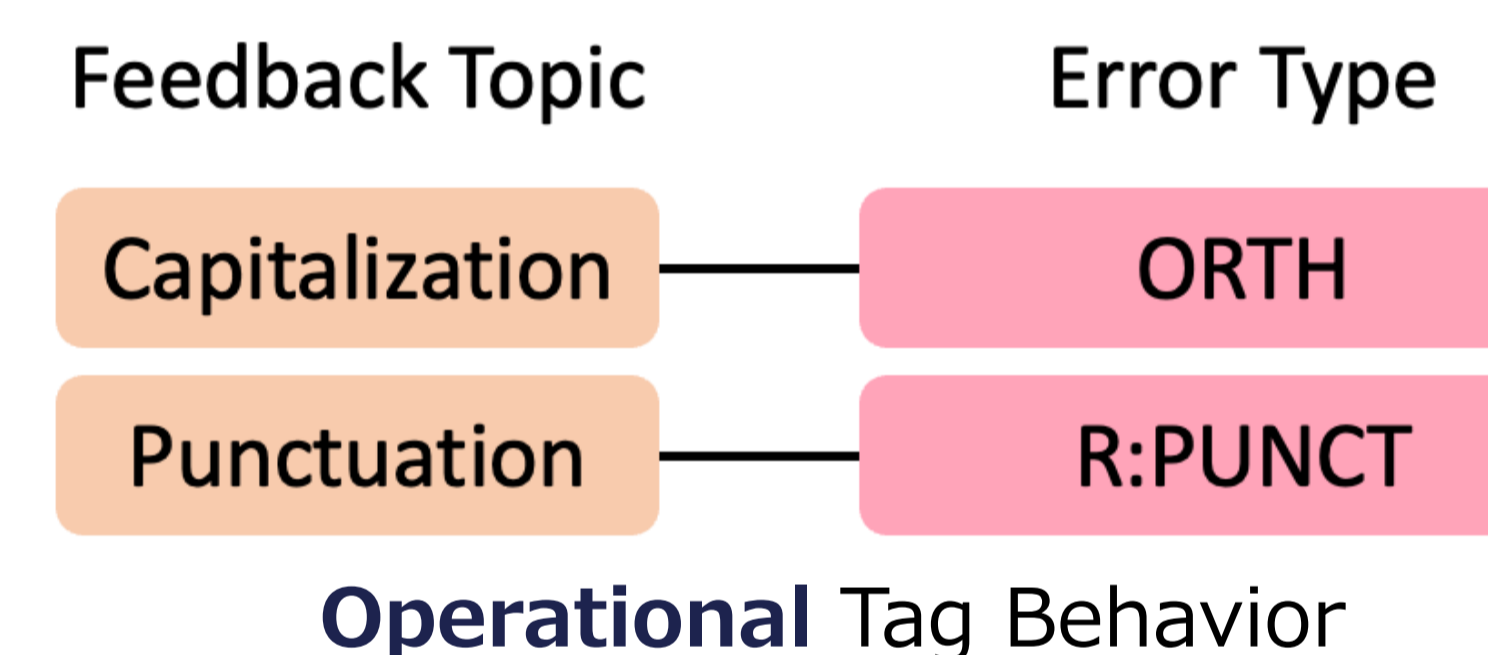 Feedback Topic Error Type
Capitalization ORTH
Punctuation R:PUNCT
Operational Tag Behavior